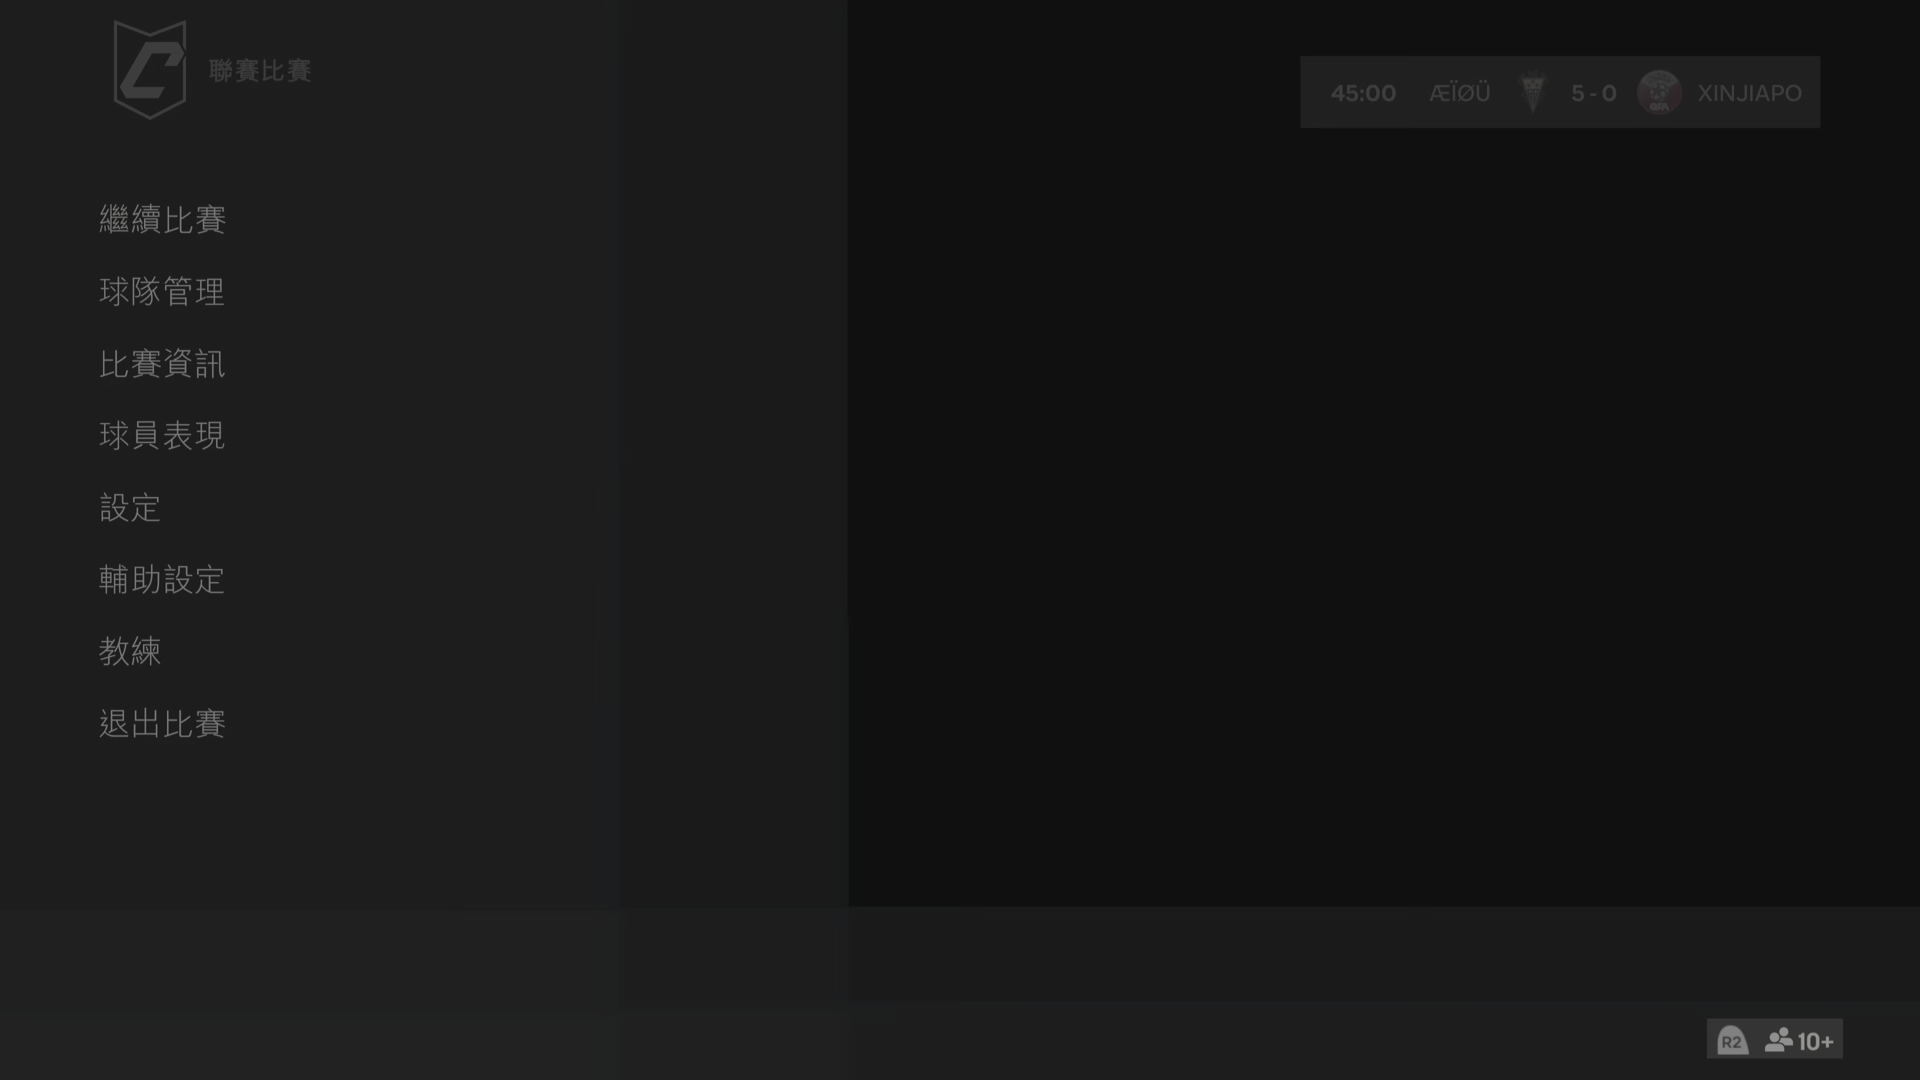 聯賽比賽
45:00 ÆÏØÜ 5 - 0 XINJIAPO
繼續比賽
球隊管理
比賽資訊
球員表現
設定
輔助設定
教練
退出比賽
R2 10+